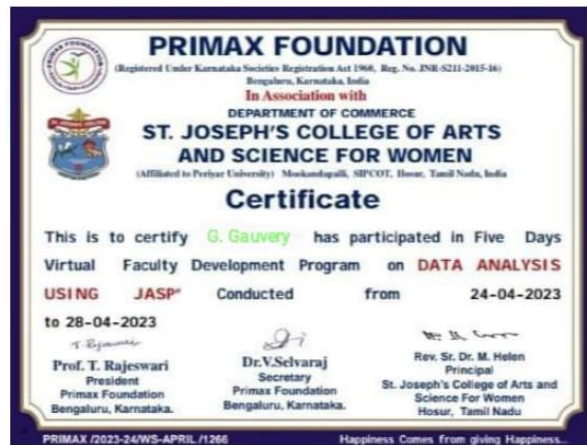 PRIMAX FOUNDATION
(Registered Under Karnataka Societies Registration Act 1960, Reg. No. JNR-S211-2015-16)
Bengaluru, Karnataka, India
In Association with
DEPARTMENT OF COMMERCE
ST. JOSEPH'S COLLEGE OF ARTS
AND SCIENCE FOR WOMEN
(Affiliated to Periyar University) Mookandapalli, SIPCOT, Hosur, Tamil Nadu, India
Certificate
This is to certify G. Gauvery has participated in Five Days
Virtual Faculty Development Program on DATA ANALYSIS
USING JASP" Conducted from 24-04-2023
to 28-04-2023
T. Rajeswari
Prof. T. Rajeswari
President
Primax Foundation
Bengaluru, Karnataka.
Dr.V.Selvaraj
Secretary
Primax Foundation
Bengaluru, Karnataka.
Rev. Sr. Dr. M. Helen
Principal
St. Joseph's College of Arts and
Science For Women
Hosur, Tamil Nadu
PRIMAX /2023-24/WS-APRIL /1266
Happiness Comes from giving Happiness...